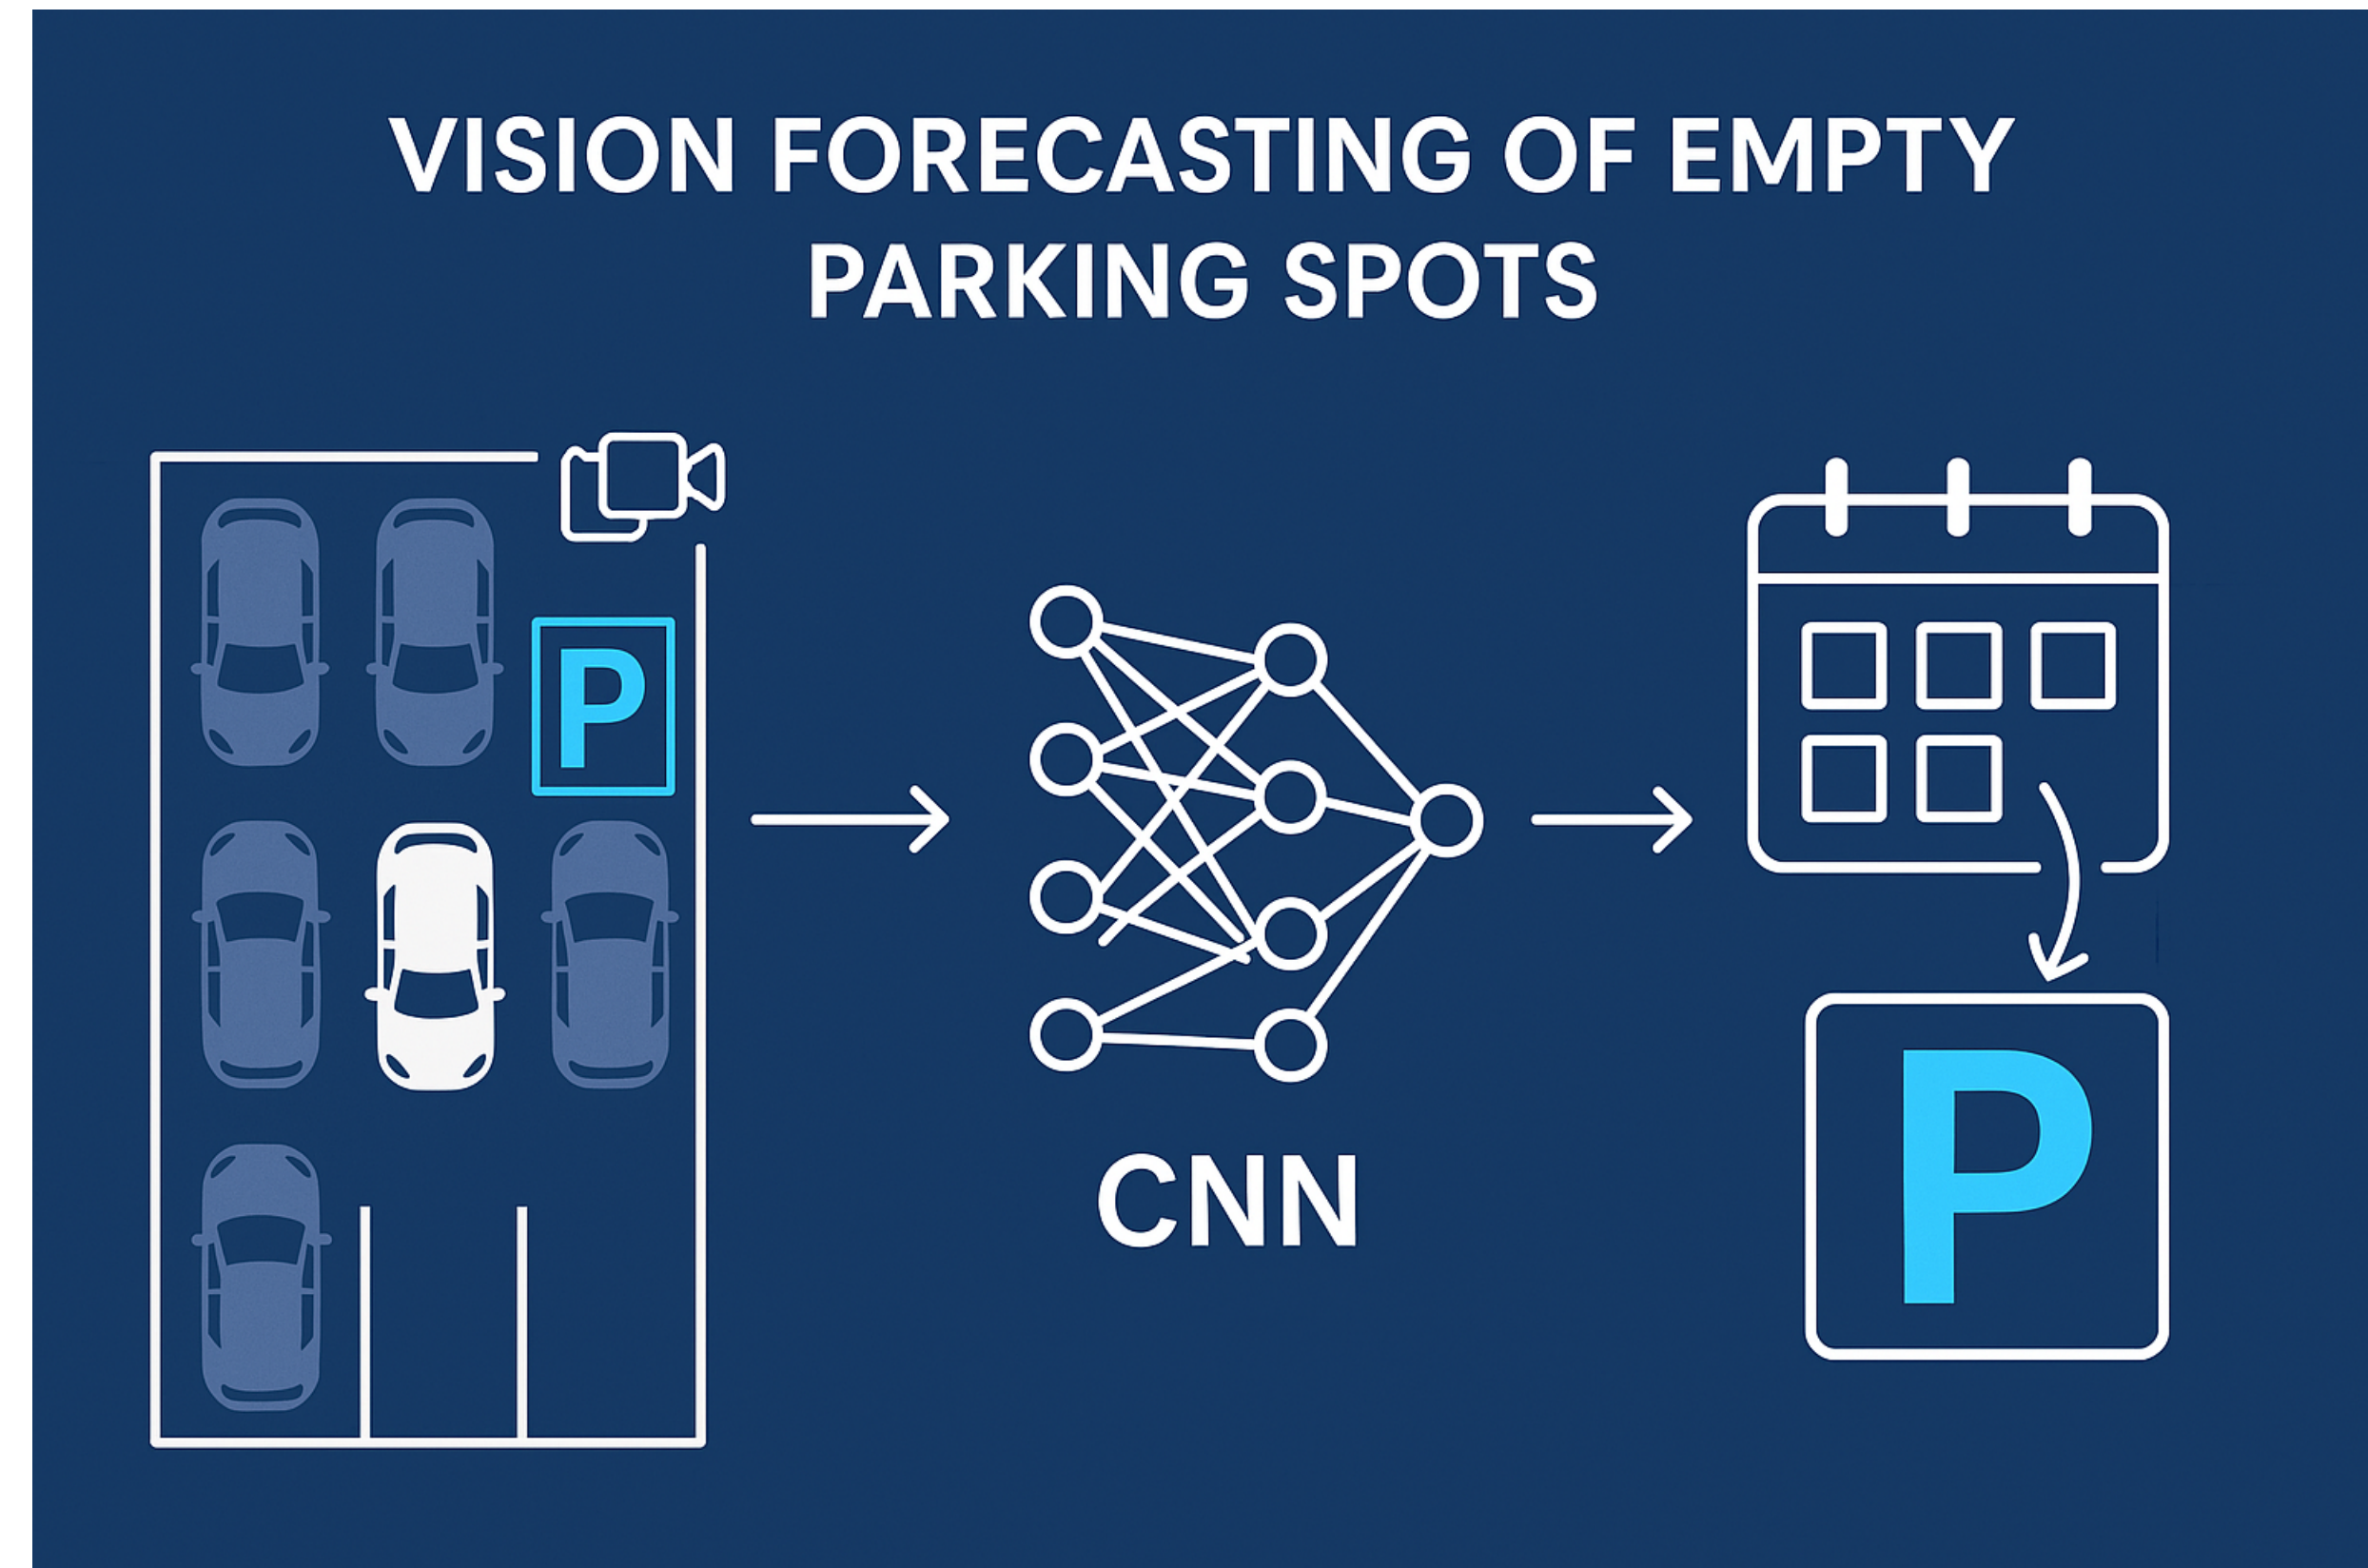 VISION FORECASTING OF EMPTY
PARKING SPOTS
P
CNN
P